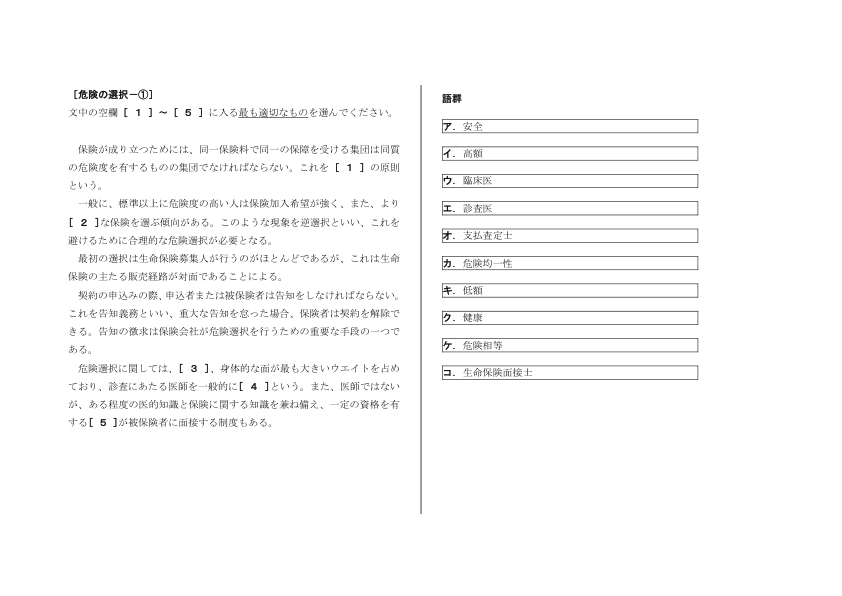 ［危険の選択－①］
文中の空欄［ 1 ］～［ 5 ］に入る最も適切なものを選んでください。
保険が成り立つためには、同一保険料で同一の保障を受ける集団は同質
の危険度を有するものの集団でなければならない。これを［ 1 ］の原則
という。
一般に、標準以上に危険度の高い人は保険加入希望が強く、また、より
［ 2 ］な保険を選ぶ傾向がある。このような現象を逆選択といい、これを
避けるために合理的な危険選択が必要となる。
最初の選択は生命保険募集人が行うのがほとんどであるが、これは生命
保険の主たる販売経路が対面であることによる。
契約の申込みの際、申込者または被保険者は告知をしなければならない。
これを告知義務といい、重大な告知を怠った場合、保険者は契約を解除で
きる。告知の徴求は保険会社が危険選択を行うための重要な手段の一つで
ある。
危険選択に関しては、［ 3 ］、身体的な面が最も大きいウエイトを占め
ており、診査にあたる医師を一般的に［ 4 ］という。また、医師ではない
が、ある程度の医的知識と保険に関する知識を兼ね備え、一定の資格を有
する［ 5 ］が被保険者に面接する制度もある。
語群
ア．安全
イ．高額
ウ．臨床医
エ．診査医
オ．支払査定士
カ．危険均一性
キ．低額
ク．健康
ケ．危険相等
コ．生命保険面接士